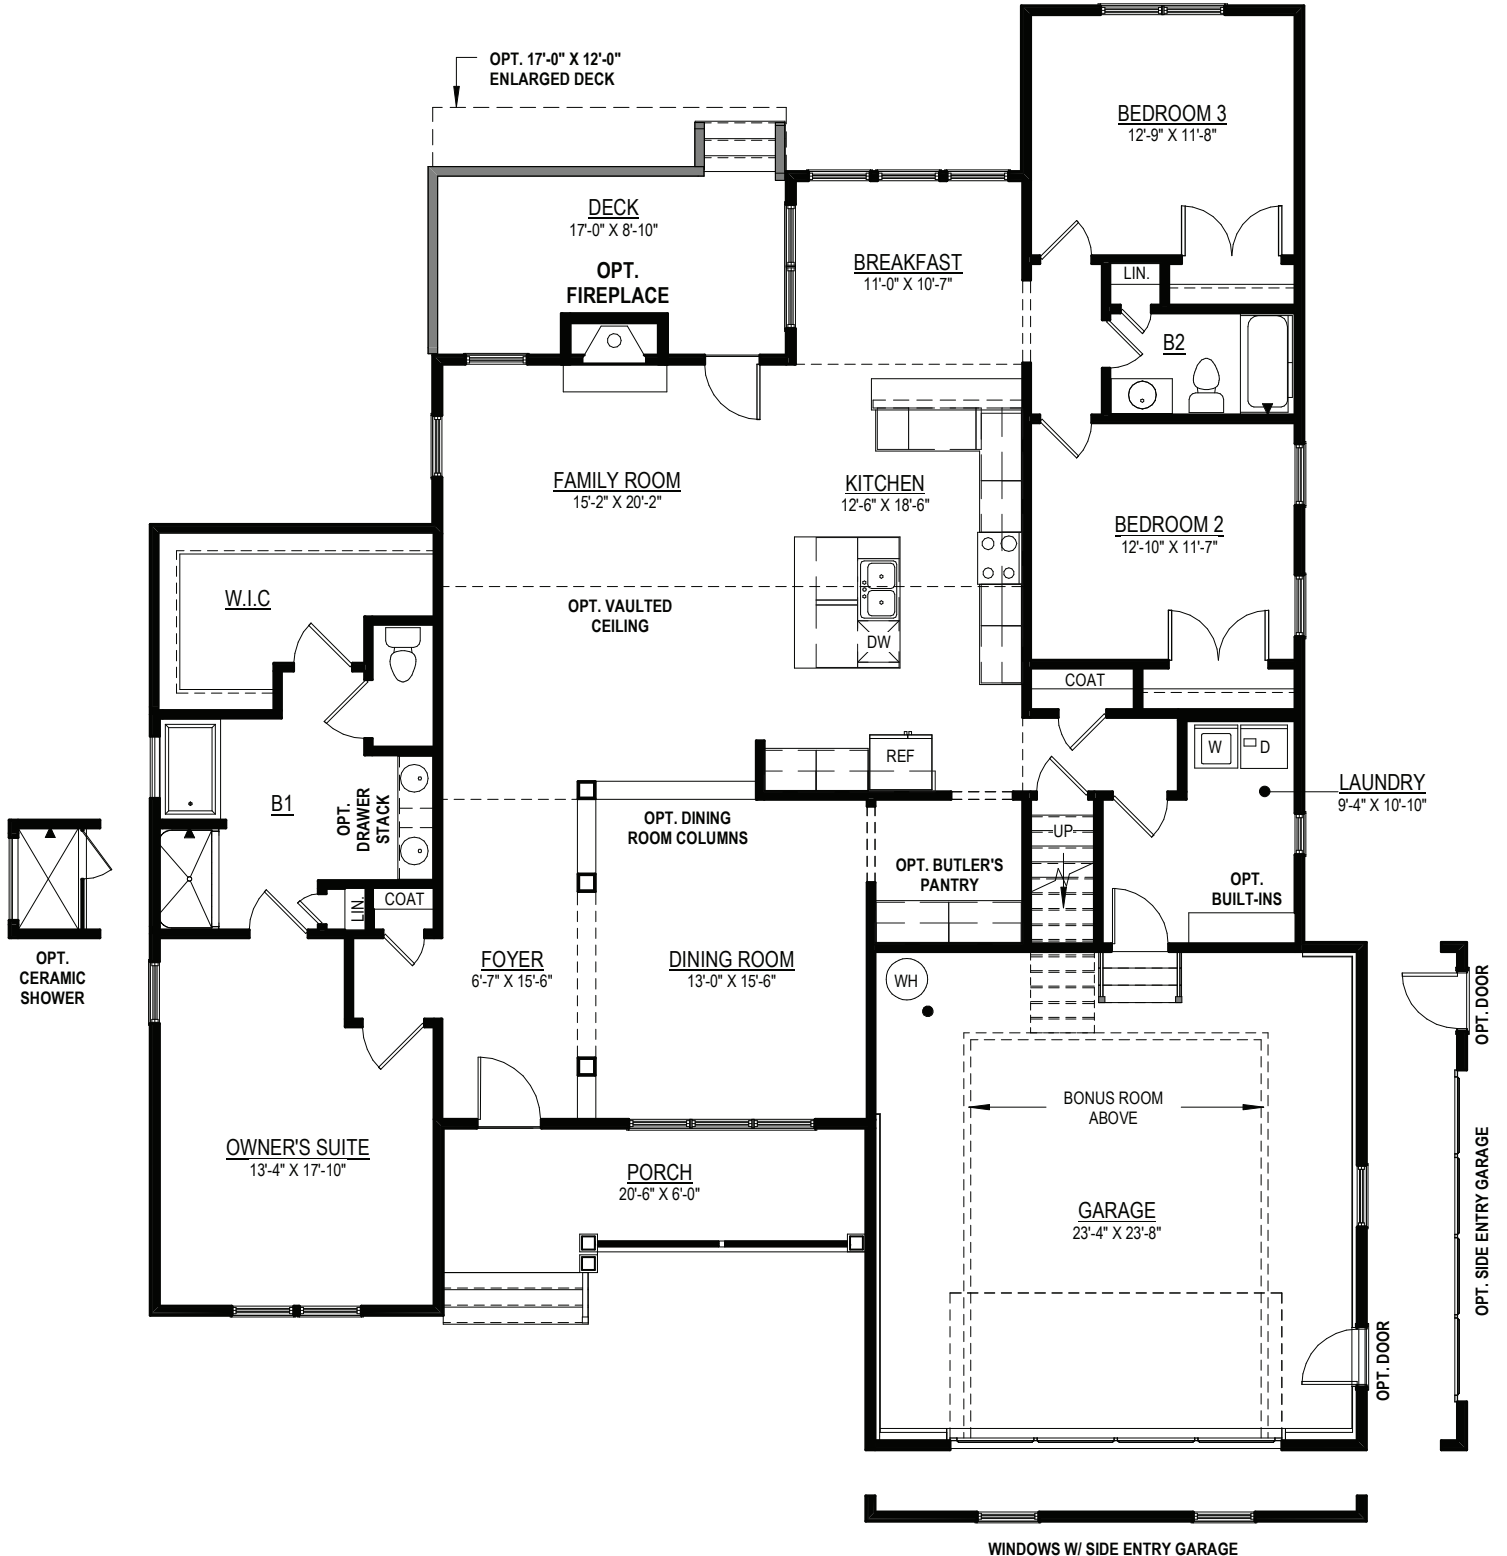 OPT. 17'-0" X 12'-0"
ENLARGED DECK
BEDROOM 3
12'-9" X 11'-8"
DECK
17'-0" X 8'-10"
OPT.
FIREPLACE
BREAKFAST
11'-0" X 10'-7"
LIN.
B2
FAMILY ROOM
15'-2" X 20'-2"
KITCHEN
12'-6" X 18'-6"
BEDROOM 2
12'-10" X 11'-7"
W.I.C
OPT. VAULTED
CEILING
DW
COAT
REF
W
D
LAUNDRY
9'-4" X 10'-10"
B1
OPT.
DRAWER
STACK
OPT. DINING
ROOM COLUMNS
UP
OPT. BUTLER'S
PANTRY
OPT.
BUILT-INS
LIN.
COAT
OPT.
CERAMIC
SHOWER
FOYER
6'-7" X 15'-6"
DINING ROOM
13'-0" X 15'-6"
WH
OPT. DOOR
BONUS ROOM
ABOVE
OWNER'S SUITE
13'-4" X 17'-10"
PORCH
20'-6" X 6'-0"
GARAGE
23'-4" X 23'-8"
OPT. SIDE ENTRY GARAGE
OPT. DOOR
WINDOWS W/ SIDE ENTRY GARAGE